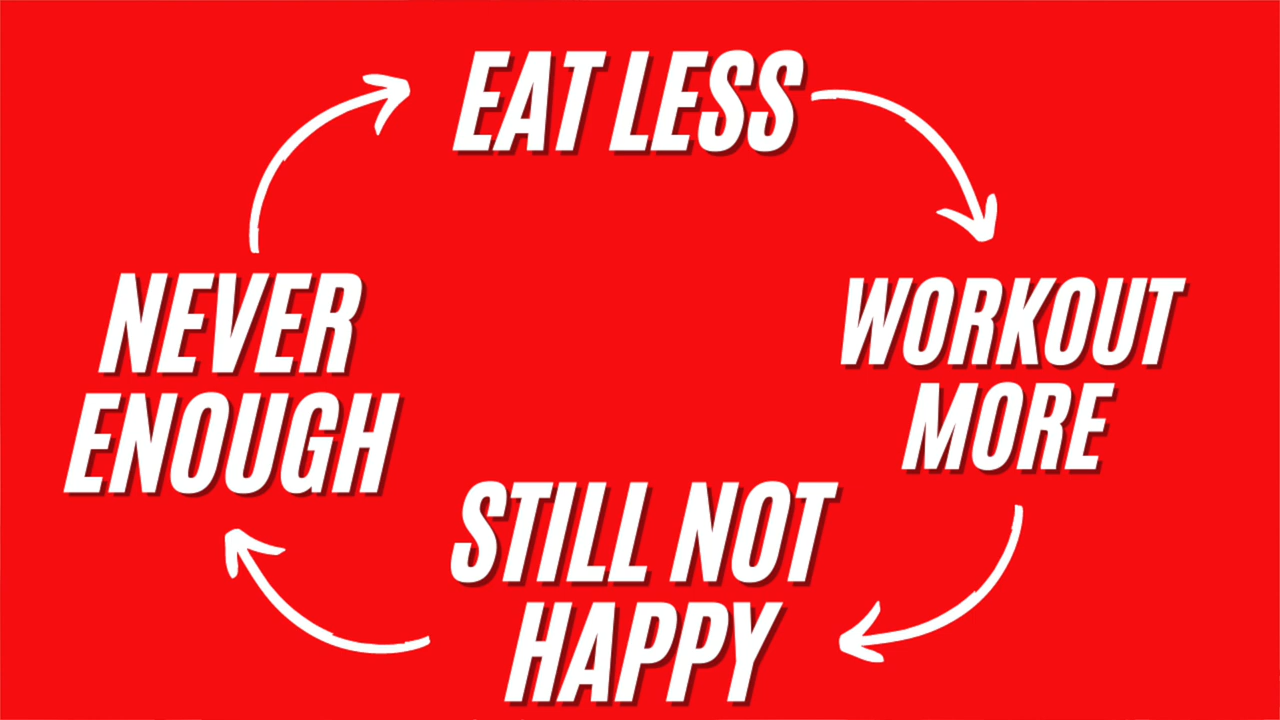 EAT LESS
WORKOUT
MORE
STILL NOT
HAPPY
NEVER
ENOUGH